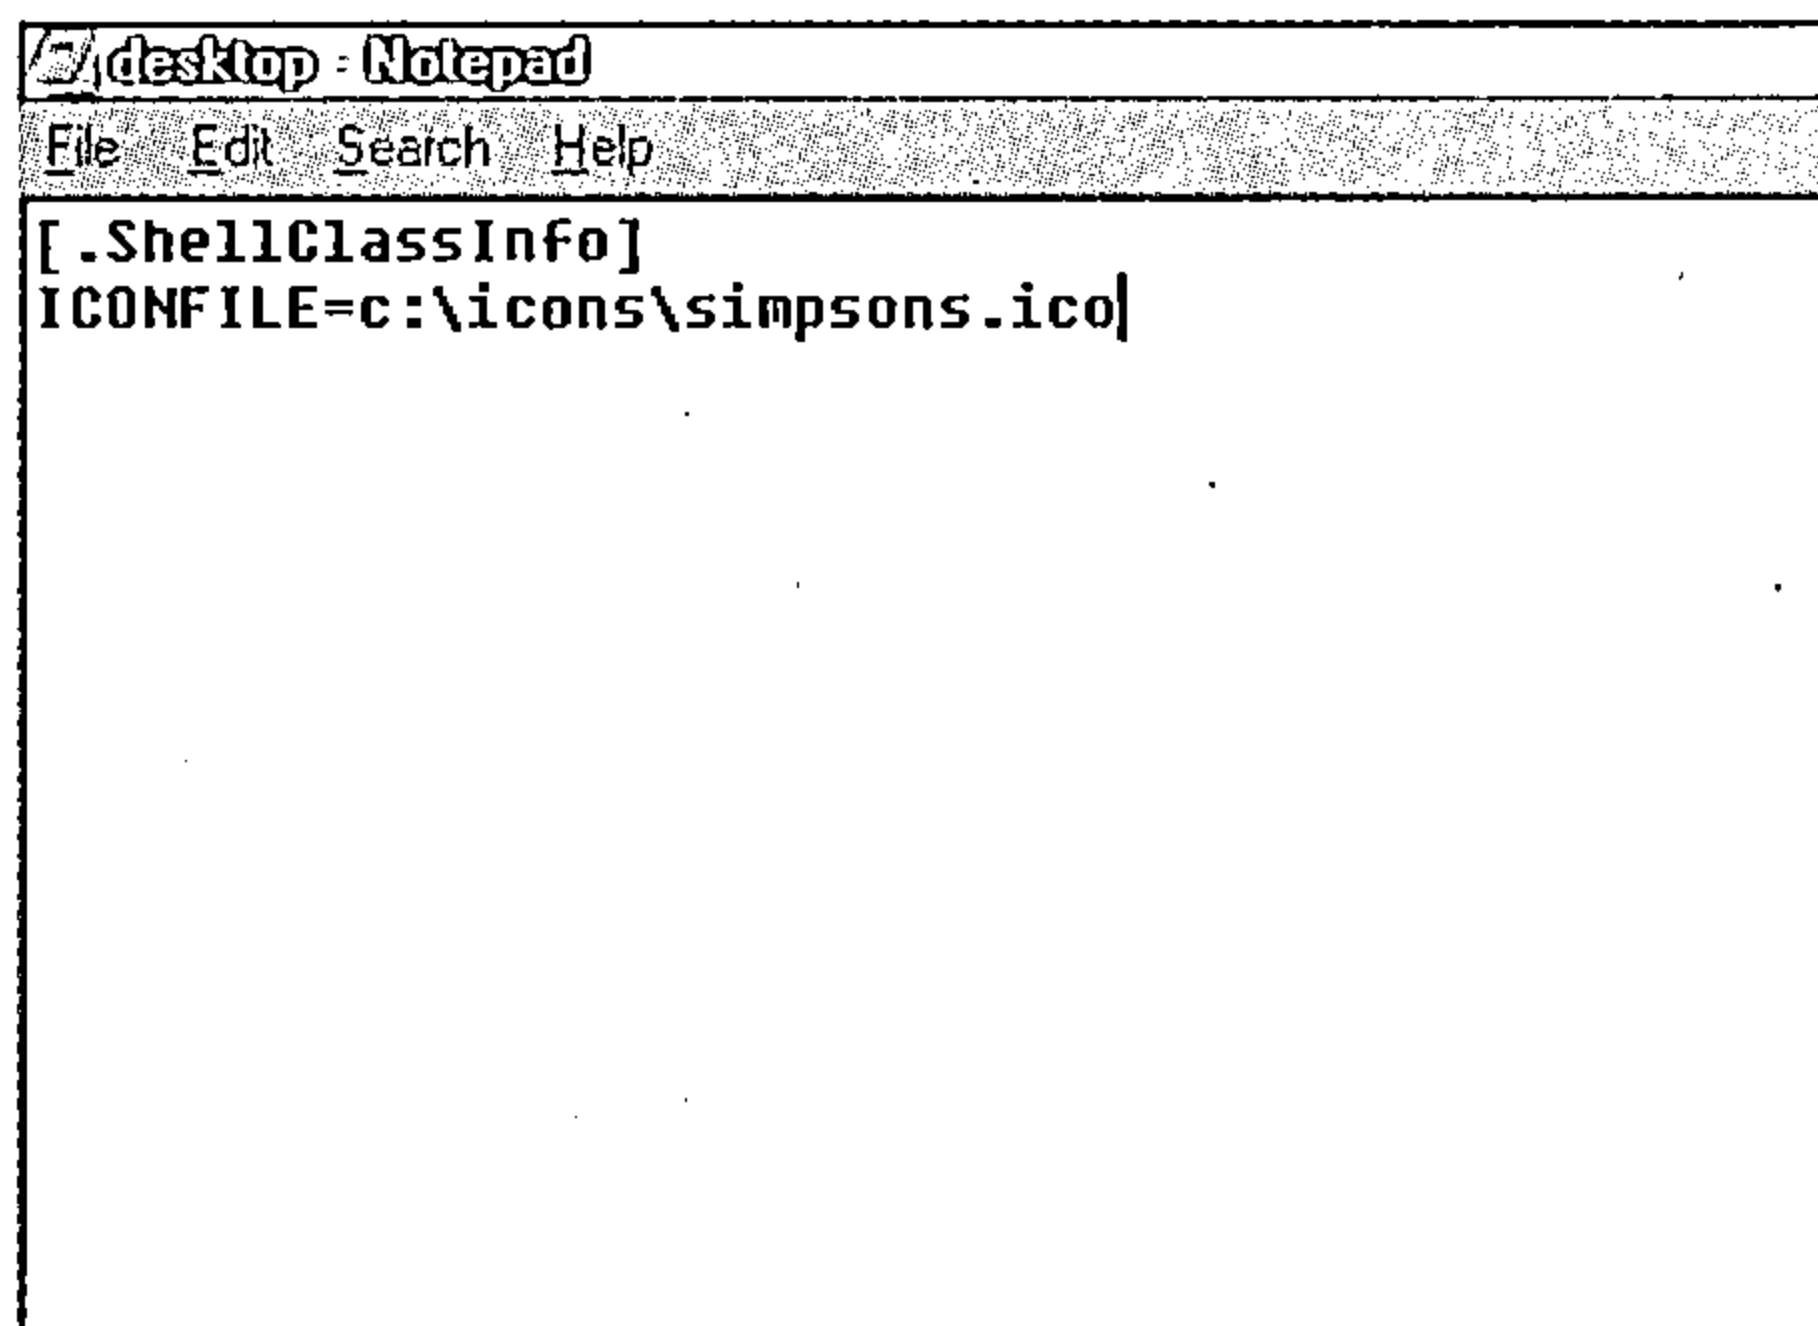 desktop - Notepad
File Edit Search Help
[.ShellClassInfo]
ICONFILE=c:\icons\simpsons.ico